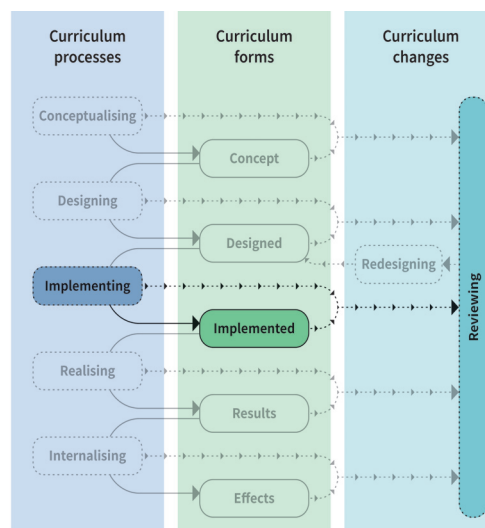 Curriculum
processes
Curriculum
forms
Curriculum
changes
Conceptualising
Concept
Designing
Designed
Redesigning
Implementing
Implemented
Reviewing
Realising
Results
Internalising
Effects